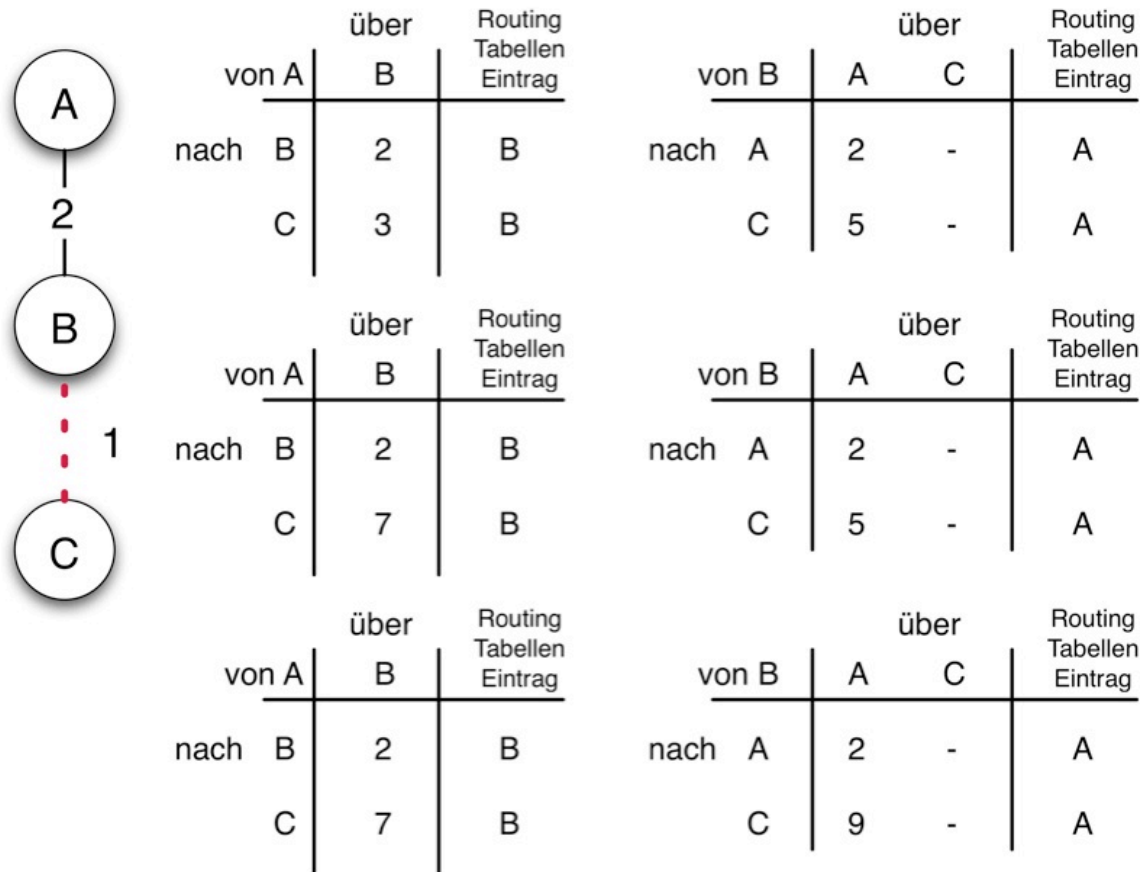 A
2
B
1
C
über Routing Tabellen Eintrag
von A B
nach B 2 B
C 3 B
über Routing Tabellen Eintrag
von B A C
nach A 2 - A
C 5 - A
über Routing Tabellen Eintrag
von A B
nach B 2 B
C 7 B
über Routing Tabellen Eintrag
von B A C
nach A 2 - A
C 5 - A
über Routing Tabellen Eintrag
von A B
nach B 2 B
C 7 B
über Routing Tabellen Eintrag
von B A C
nach A 2 - A
C 9 - A